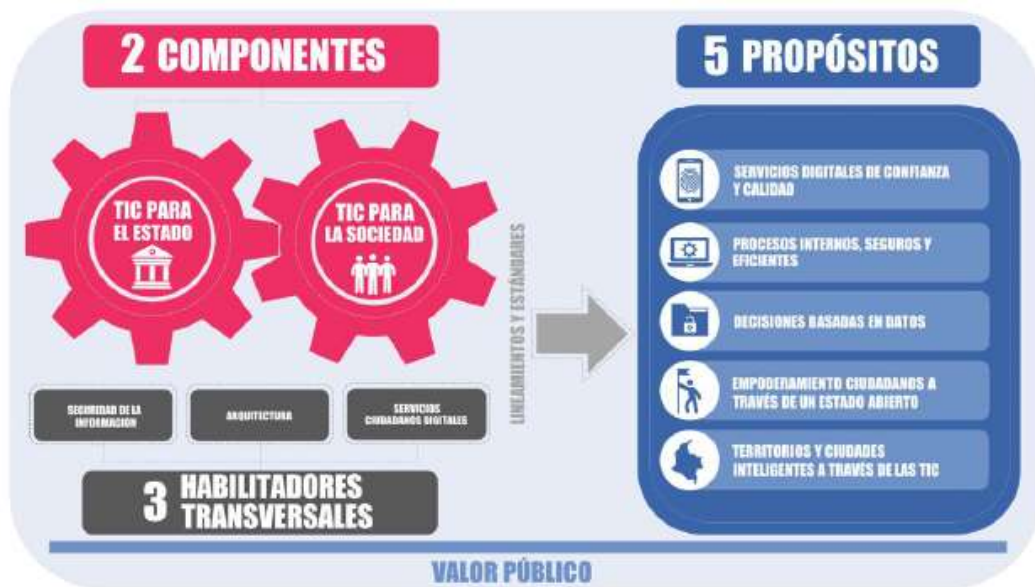 2 COMPONENTES
TIC PARA
EL ESTADO
TIC PARA
LA SOCIEDAD
SEGURIDAD DE LA
INFORMACIÓN
ARQUITECTURA
SERVICIOS
CIUDADANOS DIGITALES
3 HABILITADORES
TRANSVERSALES
LINEAMIENTOS Y ESTÁNDARES
5 PROPÓSITOS
SERVICIOS DIGITALES DE CONFIANZA
Y CALIDAD
PROCESOS INTERNOS, SEGUROS Y
EFICIENTES
DECISIONES BASADAS EN DATOS
EMPODERAMIENTO CIUDADANOS A
TRAVÉS DE UN ESTADO ABIERTO
TERRITORIOS Y CIUDADES
INTELIGENTES A TRAVÉS DE LAS TIC
VALOR PÚBLICO